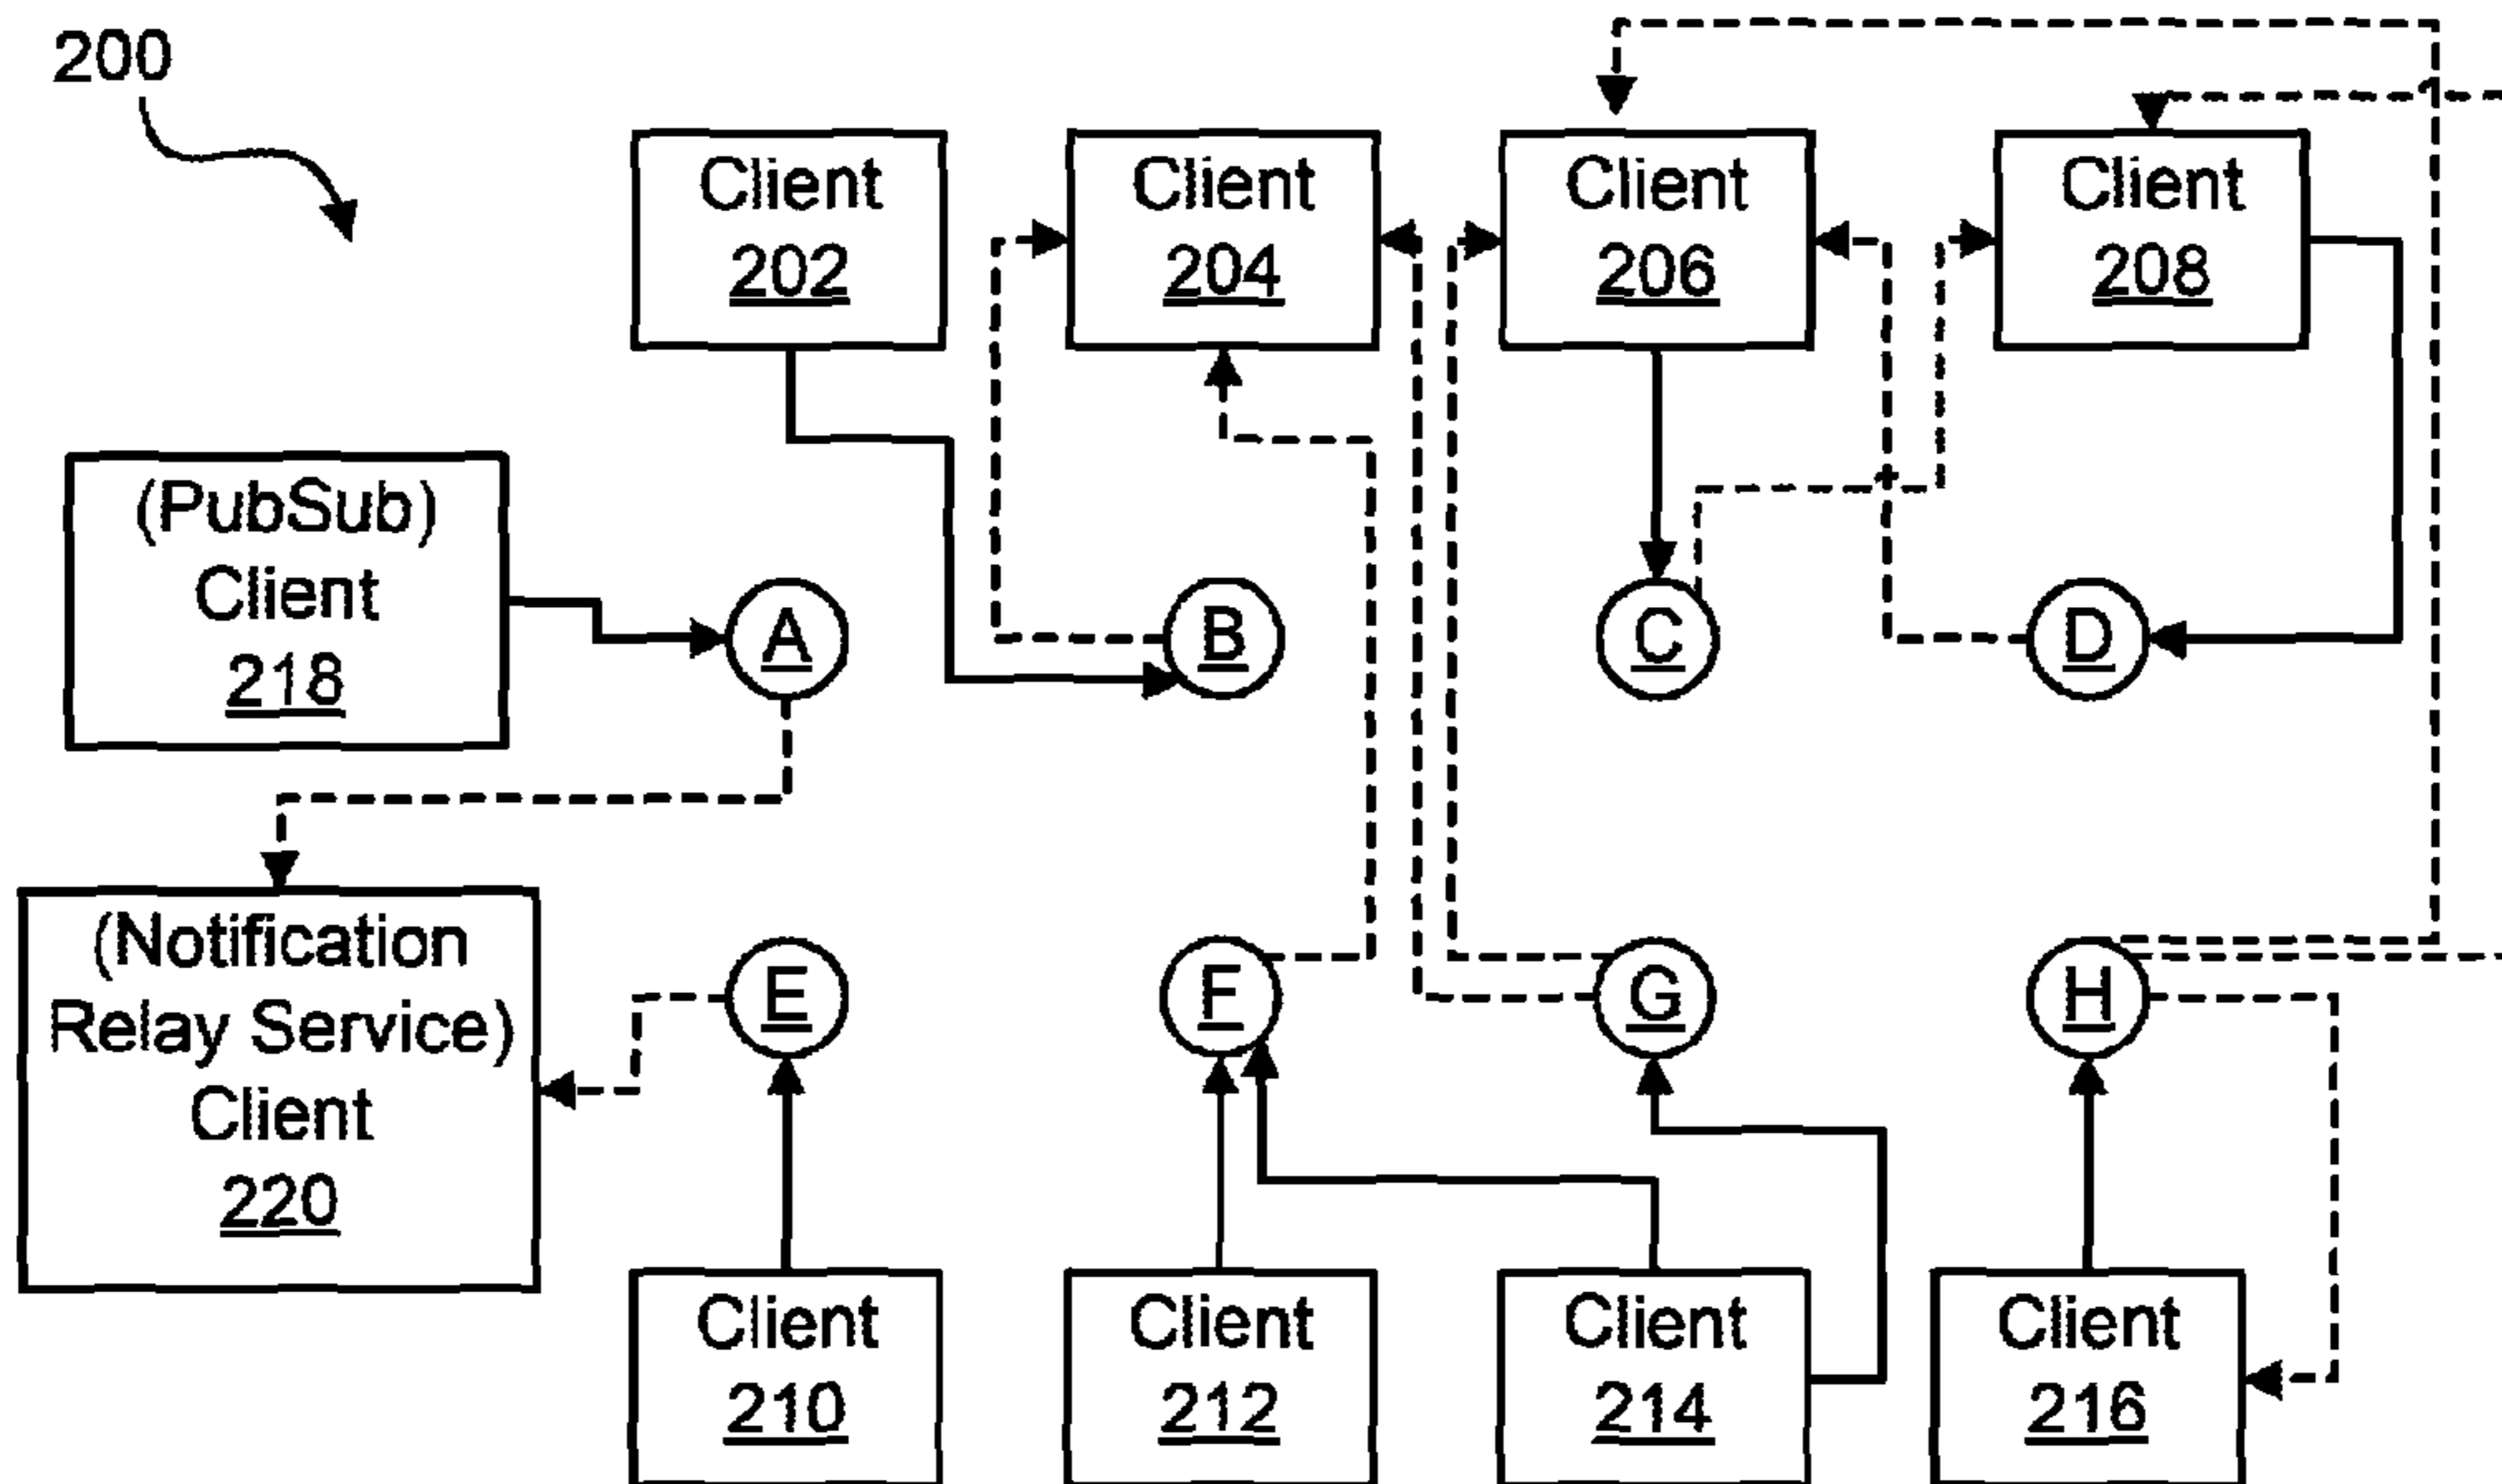 200
Client
202
Client
204
Client
206
Client
208
(PubSub)
Client
218
A
B
C
D
(Notification
Relay Service)
Client
220
E
F
G
H
Client
210
Client
212
Client
214
Client
216